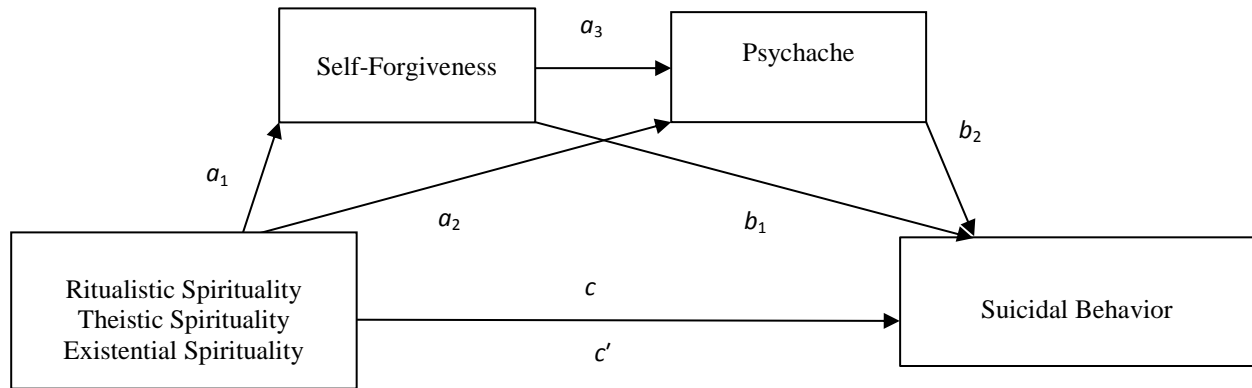 a3
Self-Forgiveness
Psychache
a1
a2
b1
b2
Ritualistic Spirituality
Theistic Spirituality
Existential Spirituality
c
c′
Suicidal Behavior